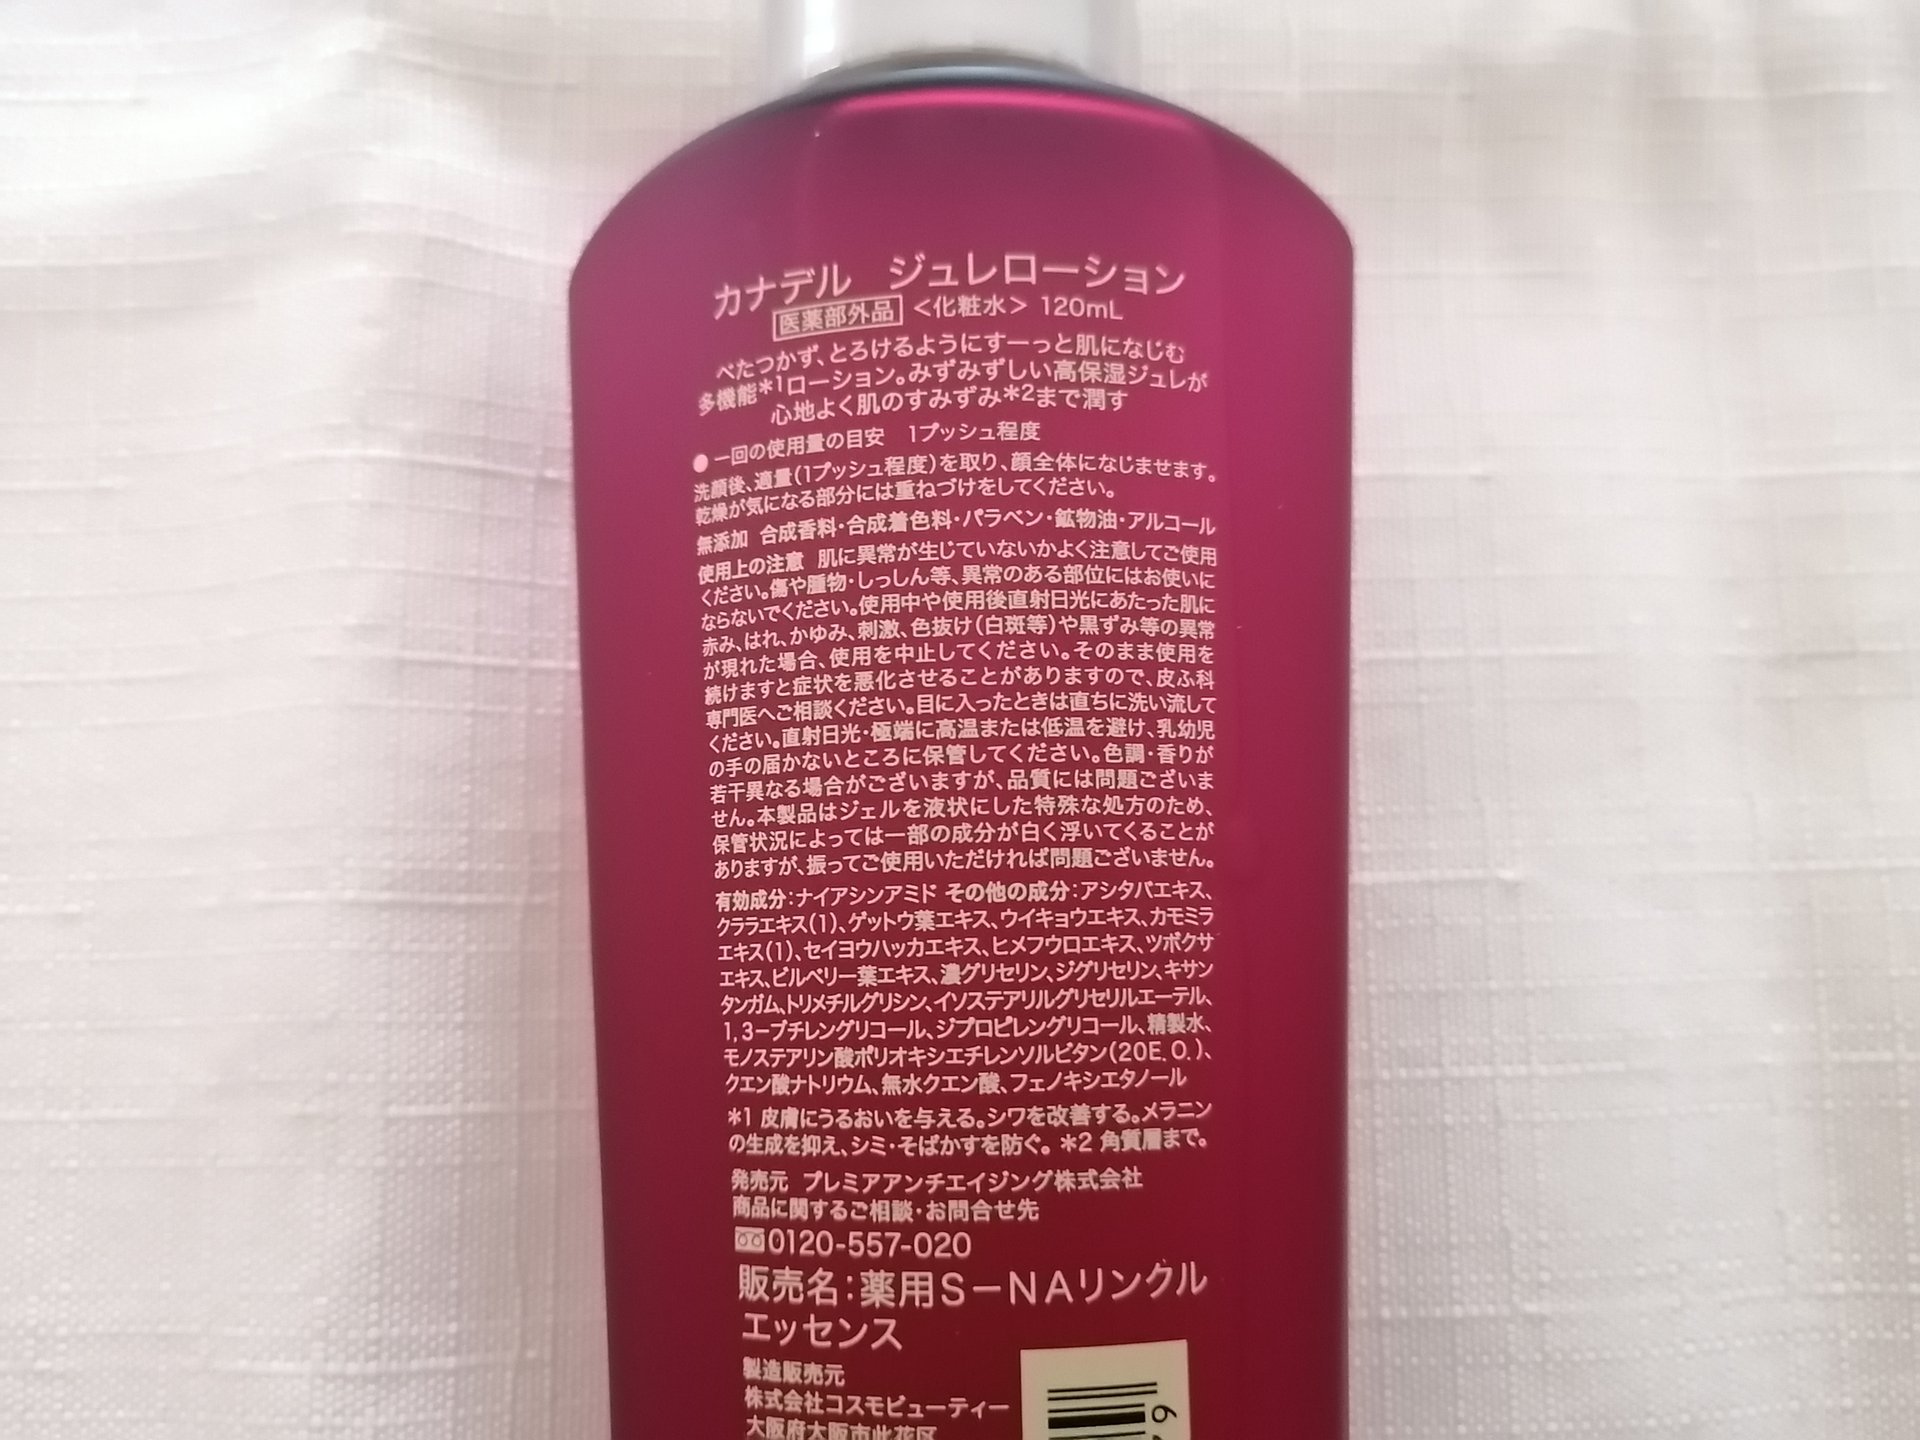 カナデル　ジュレローション
医薬部外品 <化粧水> 120mL
べたつかず、とろけるようにすーっと肌になじむ
多機能*1ローション。みずみずしい高保湿ジュレが
心地よく肌のすみずみ*2まで潤す
●一回の使用量の目安　1プッシュ程度
洗顔後、適量(1プッシュ程度)を取り、顔全体になじませます。
乾燥が気になる部分には重ねづけをしてください。
無添加 合成香料・合成着色料・パラベン・鉱物油・アルコール
使用上の注意 肌に異常が生じていないかよく注意してご使用
ください。傷や腫物・しっしん等、異常のある部位にはお使いに
ならないでください。使用中や使用後直射日光にあたった肌に
赤み、はれ、かゆみ、刺激、色抜け(白斑等)や黒ずみ等の異常
が現れた場合、使用を中止してください。そのまま使用を
続けますと症状を悪化させることがありますので、皮ふ科
専門医へご相談ください。目に入ったときは直ちに洗い流して
ください。直射日光・極端に高温または低温を避け、乳幼児
の手の届かないところに保管してください。色調・香りが
若干異なる場合がございますが、品質には問題ございま
せん。本製品はジェルを液状にした特殊な処方のため、
保管状況によっては一部の成分が白く浮いてくることが
ありますが、振ってご使用いただければ問題ございません。
有効成分:ナイアシンアミド その他の成分:アシタバエキス、
クララエキス(1)、ゲットウ葉エキス、ウイキョウエキス、カモミラ
エキス(1)、セイヨウハッカエキス、ヒメフウロエキス、ツボクサ
エキス、ビルベリー葉エキス、濃グリセリン、ジグリセリン、キサン
タンガム、トリメチルグリシン、イソステアリルグリセリルエーテル、
1,3-ブチレングリコール、ジプロピレングリコール、精製水、
モノステアリン酸ポリオキシエチレンソルビタン(20E.O.)、
クエン酸ナトリウム、無水クエン酸、フェノキシエタノール
*1 皮膚にうるおいを与える。シワを改善する。メラニン
の生成を抑え、シミ・そばかすを防ぐ。 *2 角質層まで。
発売元　プレミアアンチエイジング株式会社
商品に関するご相談・お問合せ先
0120-557-020
販売名:薬用S-NAリンクル
エッセンス
製造販売元
株式会社コスモビューティー
大阪府大阪市此花区